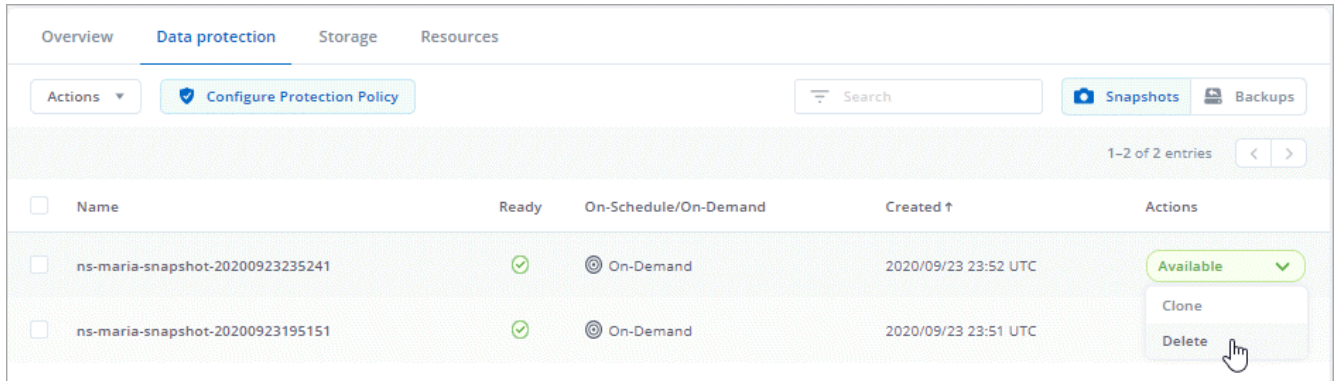 Overview Data protection Storage Resources
Actions Configure Protection Policy Search Snapshots Backups
1–2 of 2 entries
Name Ready On-Schedule/On-Demand Created ↑ Actions
ns-maria-snapshot-20200923235241 On-Demand 2020/09/23 23:52 UTC Available
Clone
ns-maria-snapshot-20200923195151 On-Demand 2020/09/23 23:51 UTC
Delete